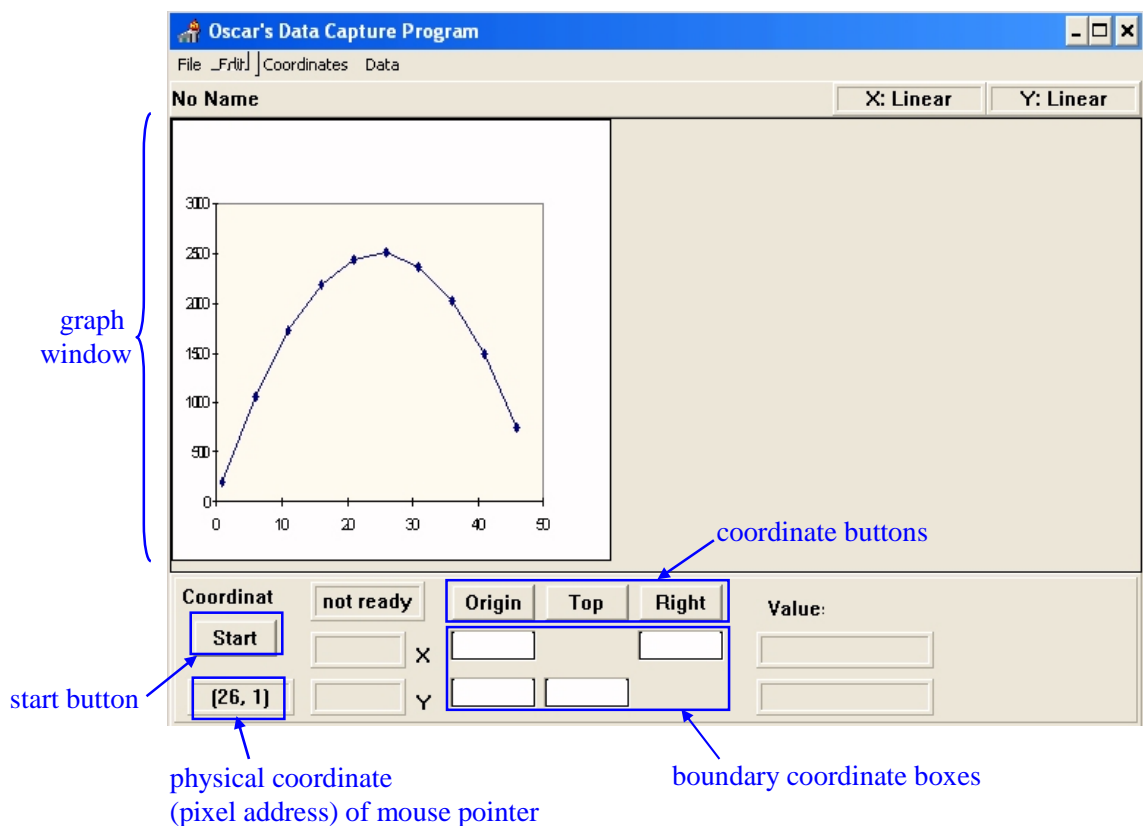 Oscar's Data Capture Program
File Edit Coordinates Data
No Name X: Linear Y: Linear
graph
window
3000
2500
2000
1500
1000
500
0
0 10 20 30 40 50
coordinate buttons
Coordinat not ready Origin Top Right Value:
Start
X
start button
(26, 1) Y
physical coordinate
(pixel address) of mouse pointer
boundary coordinate boxes